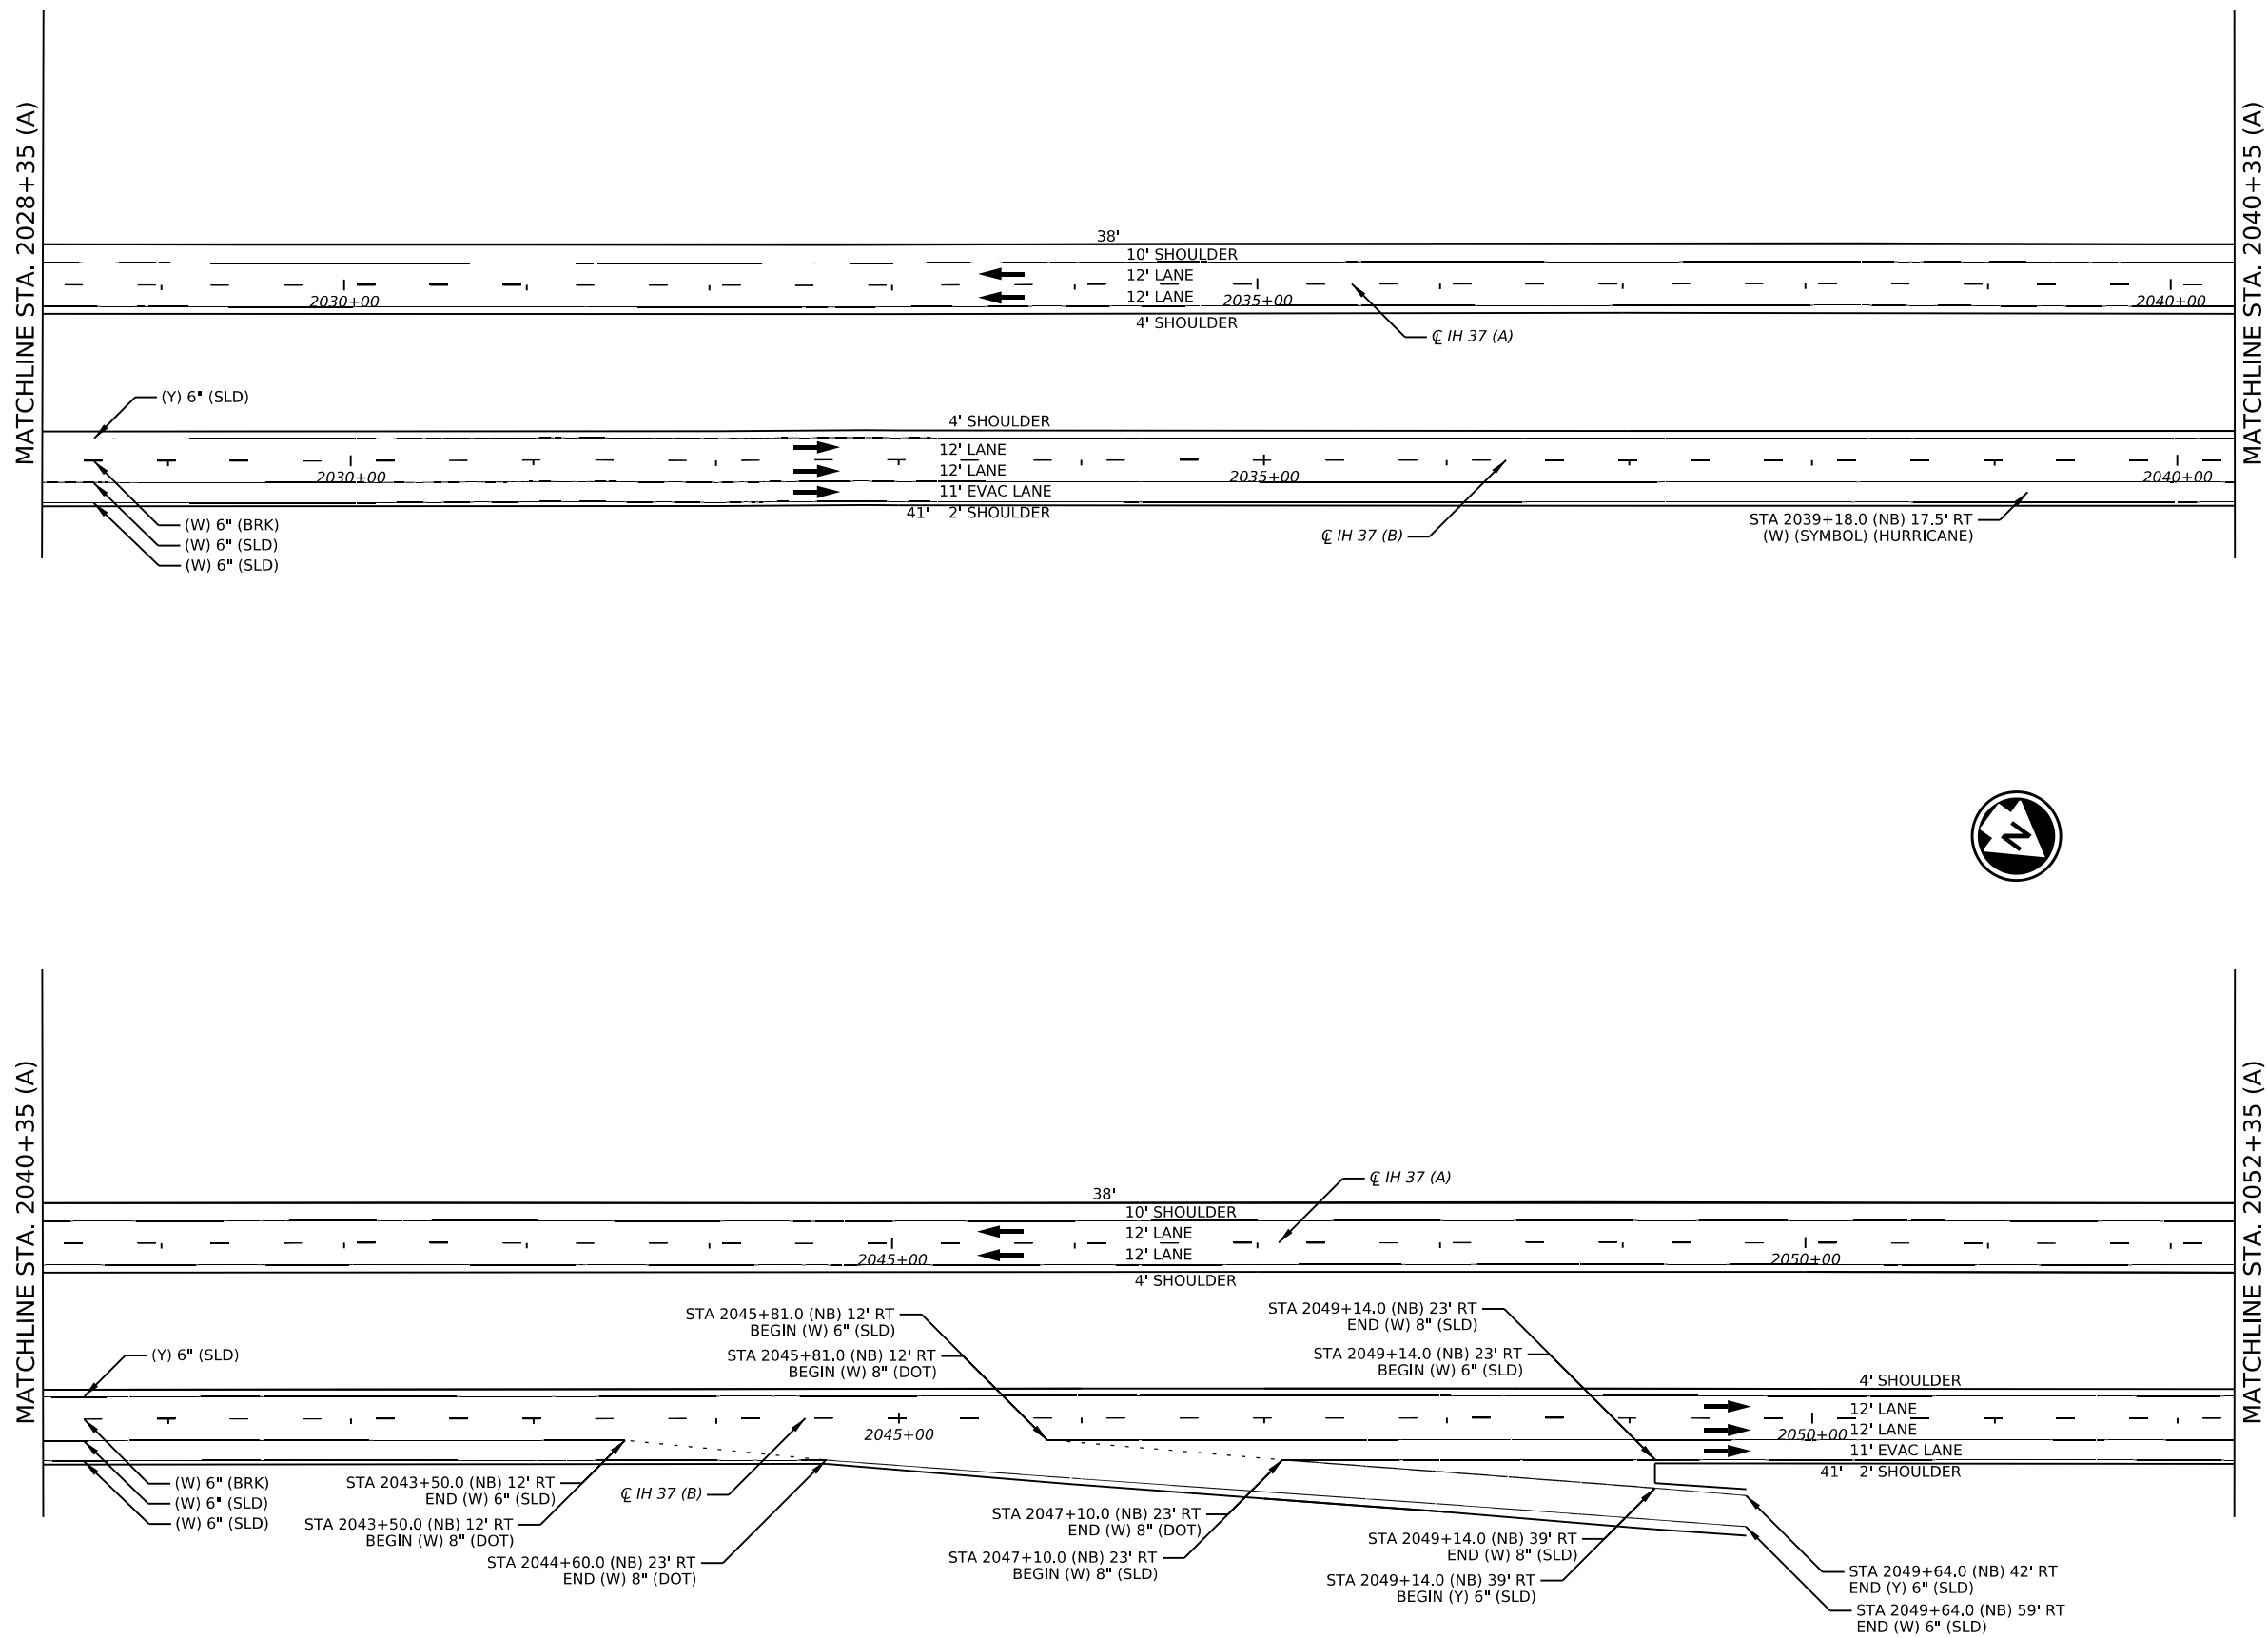 MATCHLINE STA. 2028+35 (A)
MATCHLINE STA. 2040+35 (A)
38'
10' SHOULDER
12' LANE
12' LANE
2030+00
2035+00
2040+00
4' SHOULDER
℄ IH 37 (A)
(Y) 6" (SLD)
4' SHOULDER
12' LANE
12' LANE
2030+00
2035+00
2040+00
11' EVAC LANE
41' 2' SHOULDER
(W) 6" (BRK)
(W) 6" (SLD)
(W) 6" (SLD)
℄ IH 37 (B)
STA 2039+18.0 (NB) 17.5' RT
(W) (SYMBOL) (HURRICANE)
N
MATCHLINE STA. 2040+35 (A)
MATCHLINE STA. 2052+35 (A)
℄ IH 37 (A)
38'
10' SHOULDER
12' LANE
12' LANE
2045+00
2050+00
4' SHOULDER
STA 2045+81.0 (NB) 12' RT
BEGIN (W) 6" (SLD)
STA 2045+81.0 (NB) 12' RT
BEGIN (W) 8" (DOT)
STA 2049+14.0 (NB) 23' RT
END (W) 8" (SLD)
STA 2049+14.0 (NB) 23' RT
BEGIN (W) 6" (SLD)
(Y) 6" (SLD)
4' SHOULDER
12' LANE
2045+00
2050+00
12' LANE
11' EVAC LANE
41' 2' SHOULDER
(W) 6" (BRK)
(W) 6" (SLD)
(W) 6" (SLD)
STA 2043+50.0 (NB) 12' RT
END (W) 6" (SLD)
STA 2043+50.0 (NB) 12' RT
BEGIN (W) 8" (DOT)
℄ IH 37 (B)
STA 2044+60.0 (NB) 23' RT
END (W) 8" (DOT)
STA 2047+10.0 (NB) 23' RT
END (W) 8" (DOT)
STA 2047+10.0 (NB) 23' RT
BEGIN (W) 8" (SLD)
STA 2049+14.0 (NB) 39' RT
END (W) 8" (SLD)
STA 2049+14.0 (NB) 39' RT
BEGIN (Y) 6" (SLD)
STA 2049+64.0 (NB) 42' RT
END (Y) 6" (SLD)
STA 2049+64.0 (NB) 59' RT
END (W) 6" (SLD)